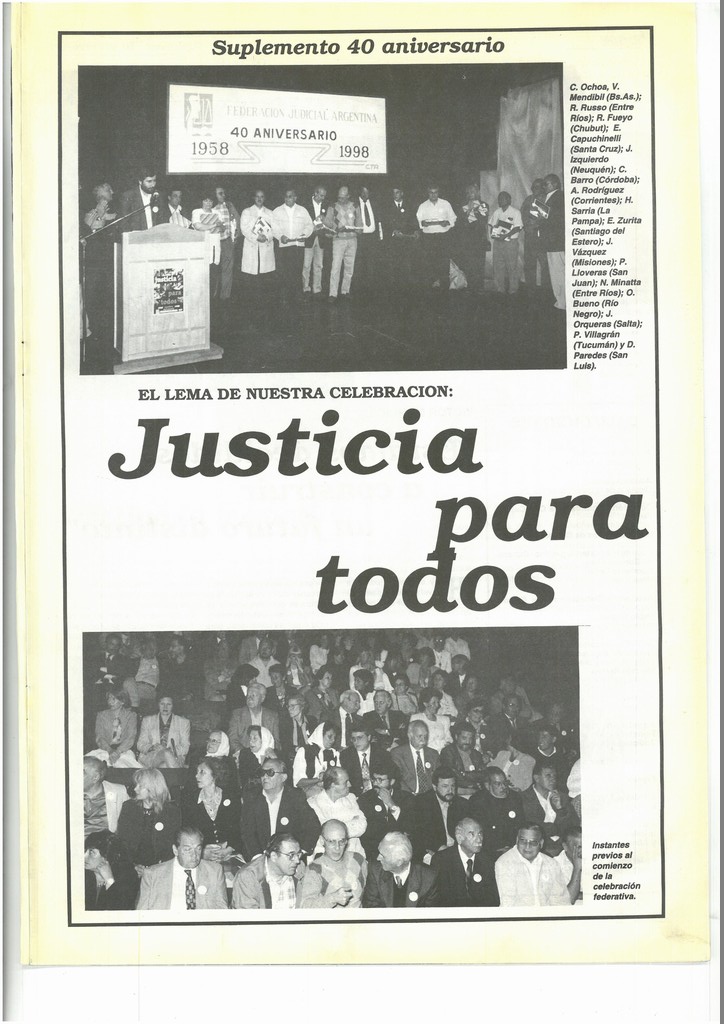 Suplemento 40 aniversario
FEDERACION JUDICIAL ARGENTINA
40 ANIVERSARIO
1958
1998
justicia
para
todos
C. Ochoa, V.
Mendibil (Bs.As.);
R. Russo (Entre
Ríos); R. Fueyo
(Chubut); E.
Capuchinelli
(Santa Cruz); J.
Izquierdo
(Neuquén); C.
Barro (Córdoba);
A. Rodríguez
(Corrientes); H.
Sarría (La
Pampa); E. Zurita
(Santiago del
Estero); J.
Vázquez
(Misiones); P.
Lloveras (San
Juan); N. Minatta
(Entre Ríos); O.
Bueno (Río
Negro); J.
Orqueras (Salta);
P. Villagrán
(Tucumán) y D.
Paredes (San
Luis).
EL LEMA DE NUESTRA CELEBRACION:
Justicia
para
todos
Instantes
previos al
comienzo
de la
celebración
federativa.